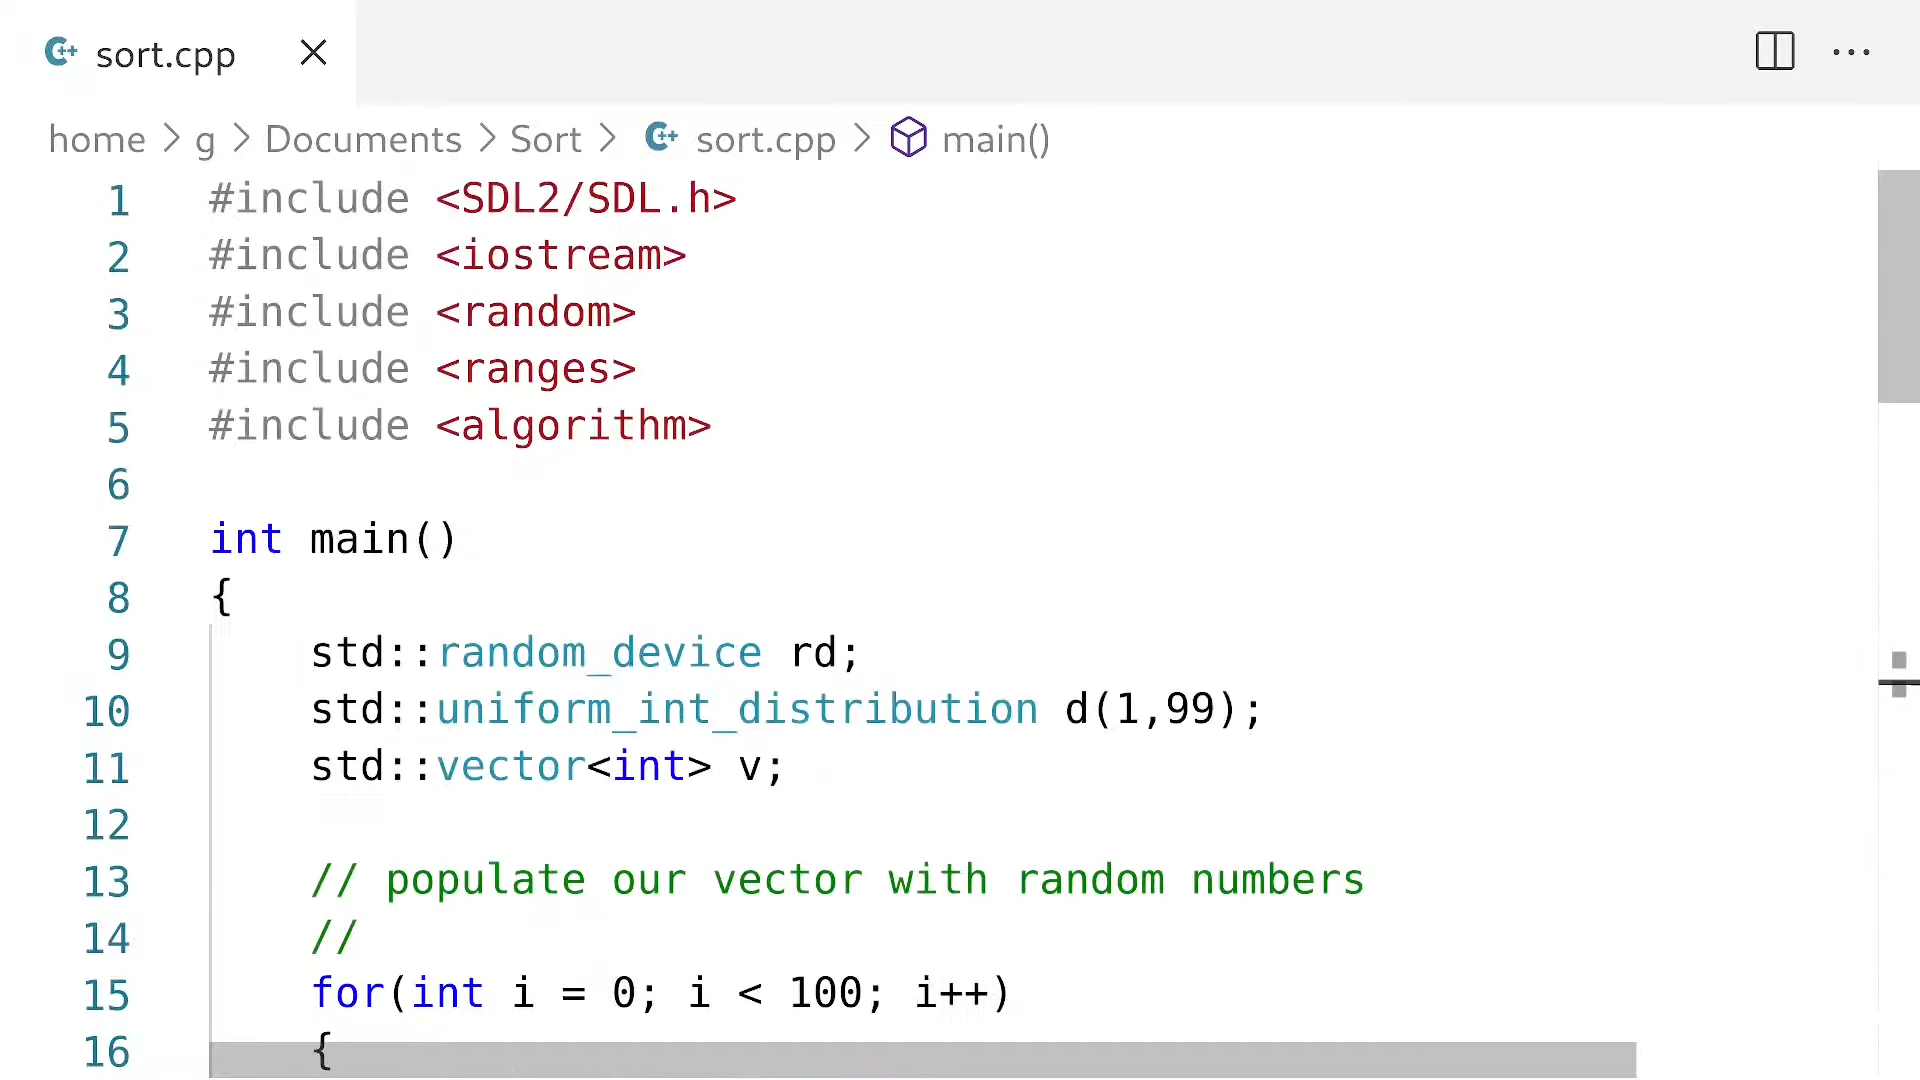 sort.cpp
home > g > Documents > Sort > sort.cpp > main()
1 #include <SDL2/SDL.h>
2 #include <iostream>
3 #include <random>
4 #include <ranges>
5 #include <algorithm>
6
7 int main()
8 {
9 std::random_device rd;
10 std::uniform_int_distribution d(1,99);
11 std::vector<int> v;
12
13 // populate our vector with random numbers
14 //
15 for(int i = 0; i < 100; i++)
16 {